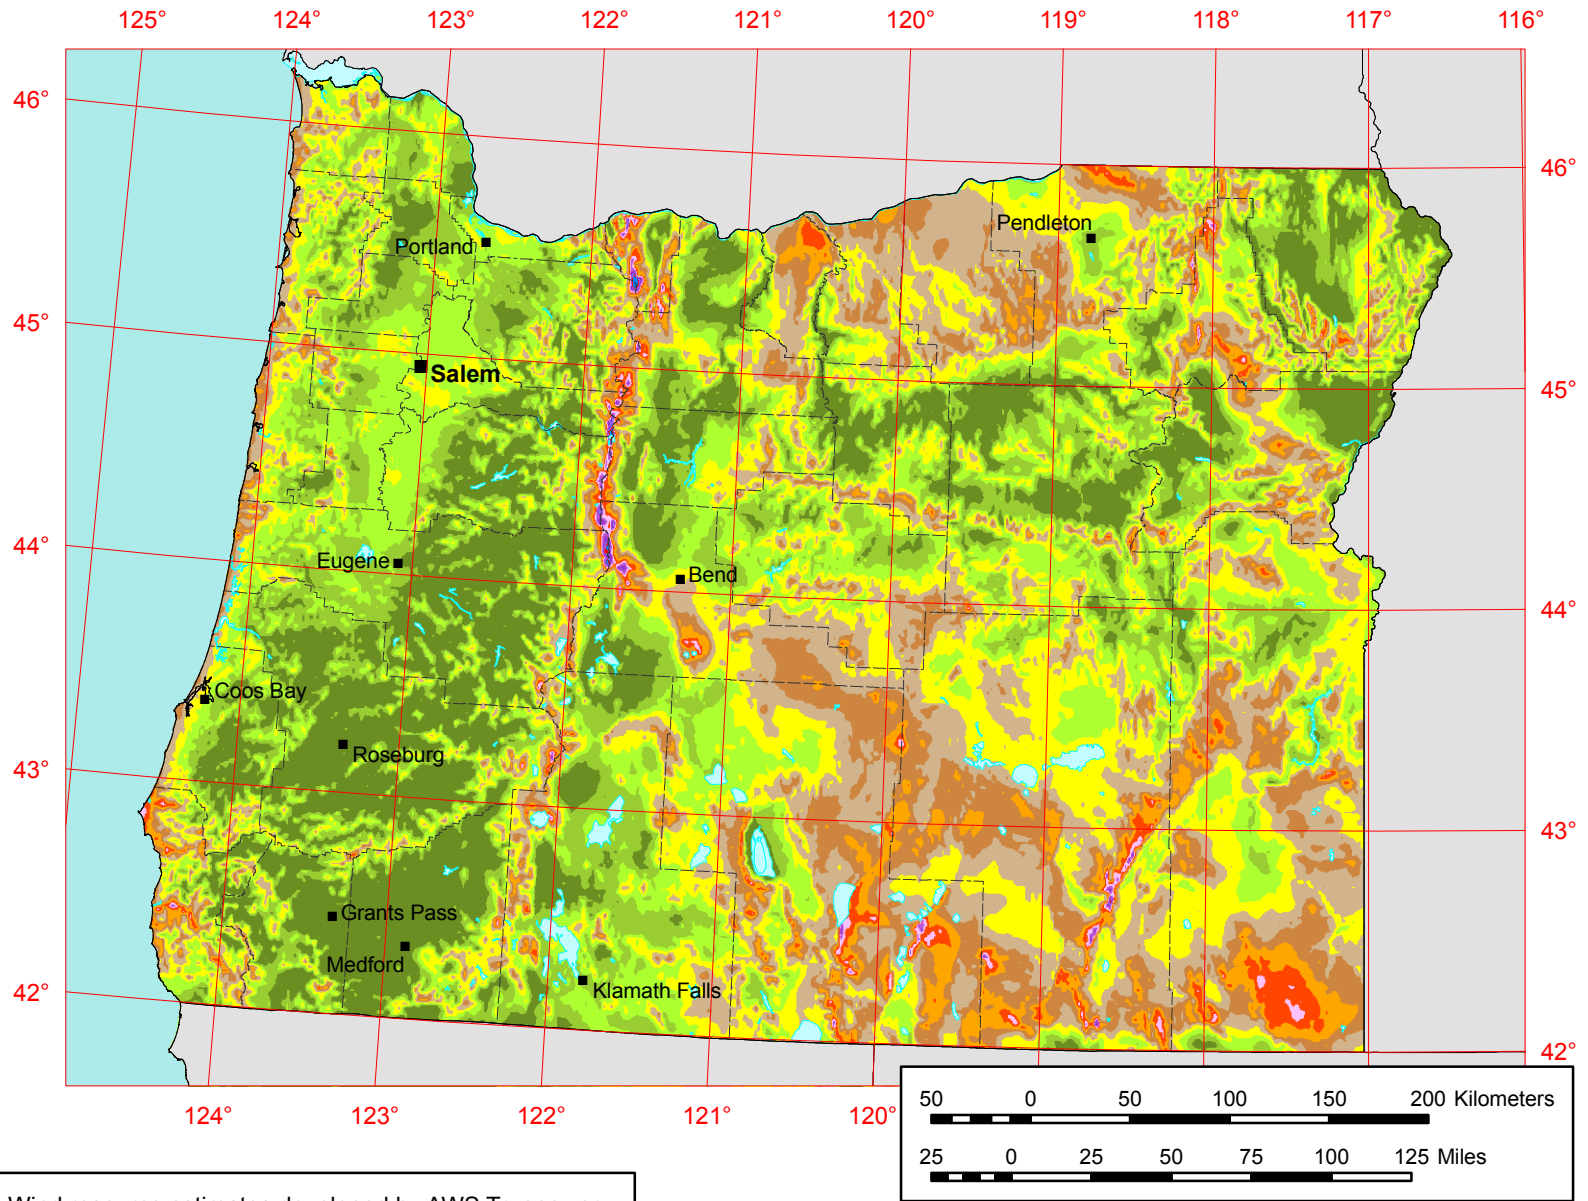 125° 124° 123° 122° 121° 120° 119° 118° 117° 116°
46°
46°
Pendleton
Portland
45°
Salem
45°
44°
Eugene
Bend
44°
Coos Bay
Roseburg
43°
43°
Grants Pass
Medford
42°
Klamath Falls
42°
124° 123° 122° 121° 120°
50 0 50 100 150 200 Kilometers
25 0 25 50 75 100 125 Miles